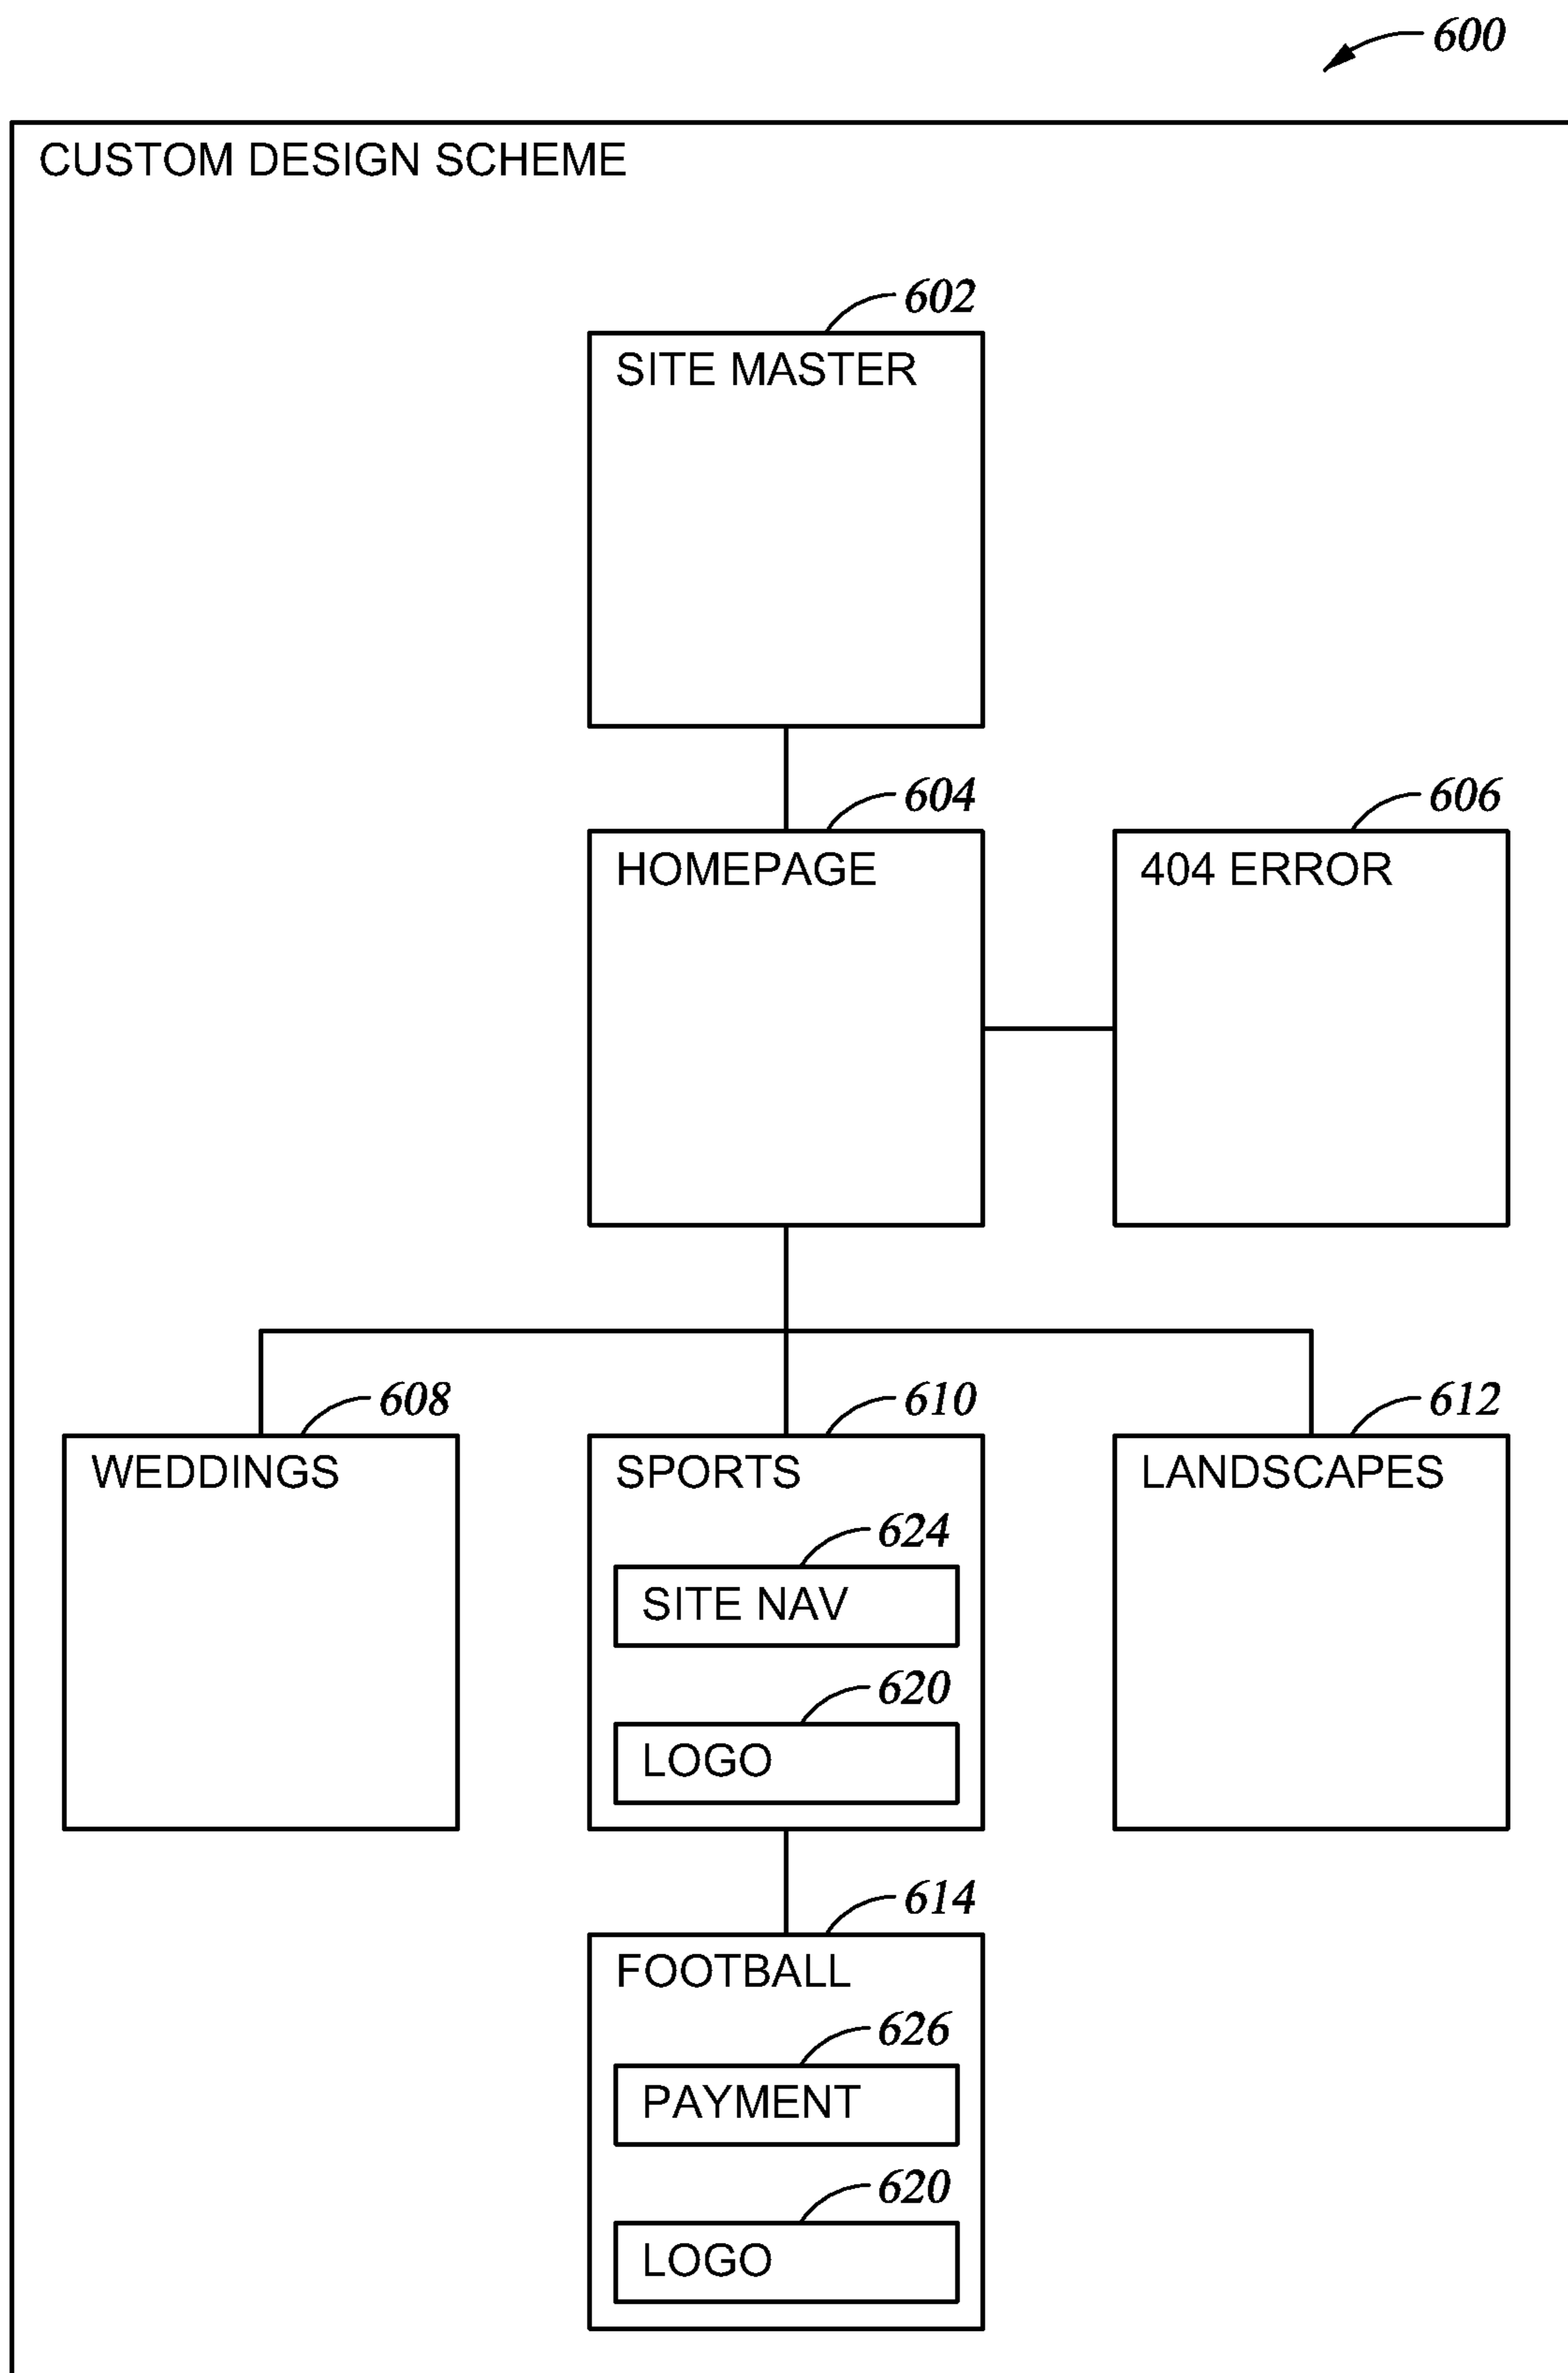 600
CUSTOM DESIGN SCHEME
602
SITE MASTER
604
HOMEPAGE
606
404 ERROR
608
WEDDINGS
610
SPORTS
624
SITE NAV
620
LOGO
612
LANDSCAPES
614
FOOTBALL
626
PAYMENT
620
LOGO